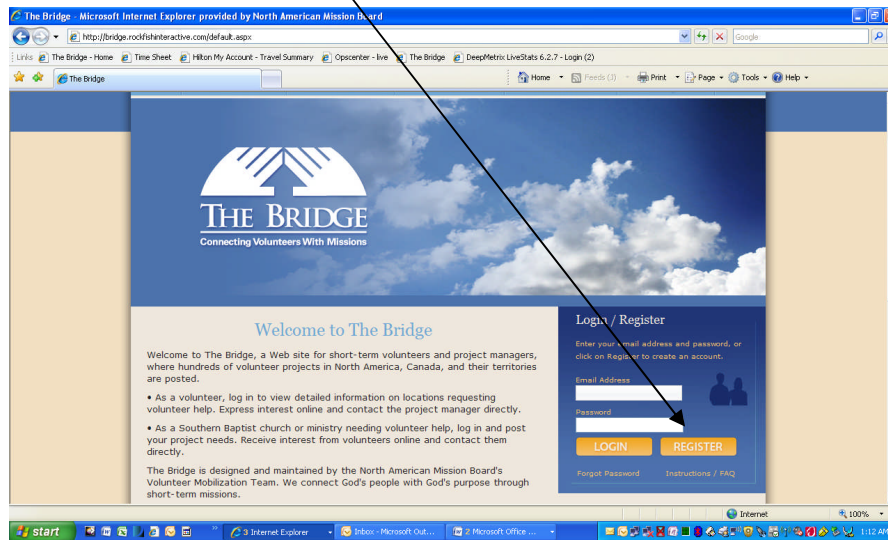 The Bridge - Microsoft Internet Explorer provided by North American Mission Board
http://bridge.rockfishinteractive.com/default.aspx
Google
Links The Bridge - Home Time Sheet Hilton My Account - Travel Summary Opscenter - live The Bridge DeepMetrix LiveStats 6.2.7 - Login (2)
The Bridge
Home Feeds (J) Print Page Tools Help
THE BRIDGE
Connecting Volunteers With Missions
Welcome to The Bridge
Welcome to The Bridge, a Web site for short-term volunteers and project managers,
where hundreds of volunteer projects in North America, Canada, and their territories
are posted.
• As a volunteer, log in to view detailed information on locations requesting
volunteer help. Express interest online and contact the project manager directly.
• As a Southern Baptist church or ministry needing volunteer help, log in and post
your project needs. Receive interest from volunteers online and contact them
directly.
The Bridge is designed and maintained by the North American Mission Board's
Volunteer Mobilization Team. We connect God's people with God's purpose through
short-term missions.
Login / Register
Enter your email address and password, or
click on Register to create an account.
Email Address
Password
LOGIN REGISTER
Forgot Password Instructions / FAQ
Internet 100%
start 3 Internet Explorer Inbox - Microsoft Out... 2 Microsoft Office ... 1:12 AM